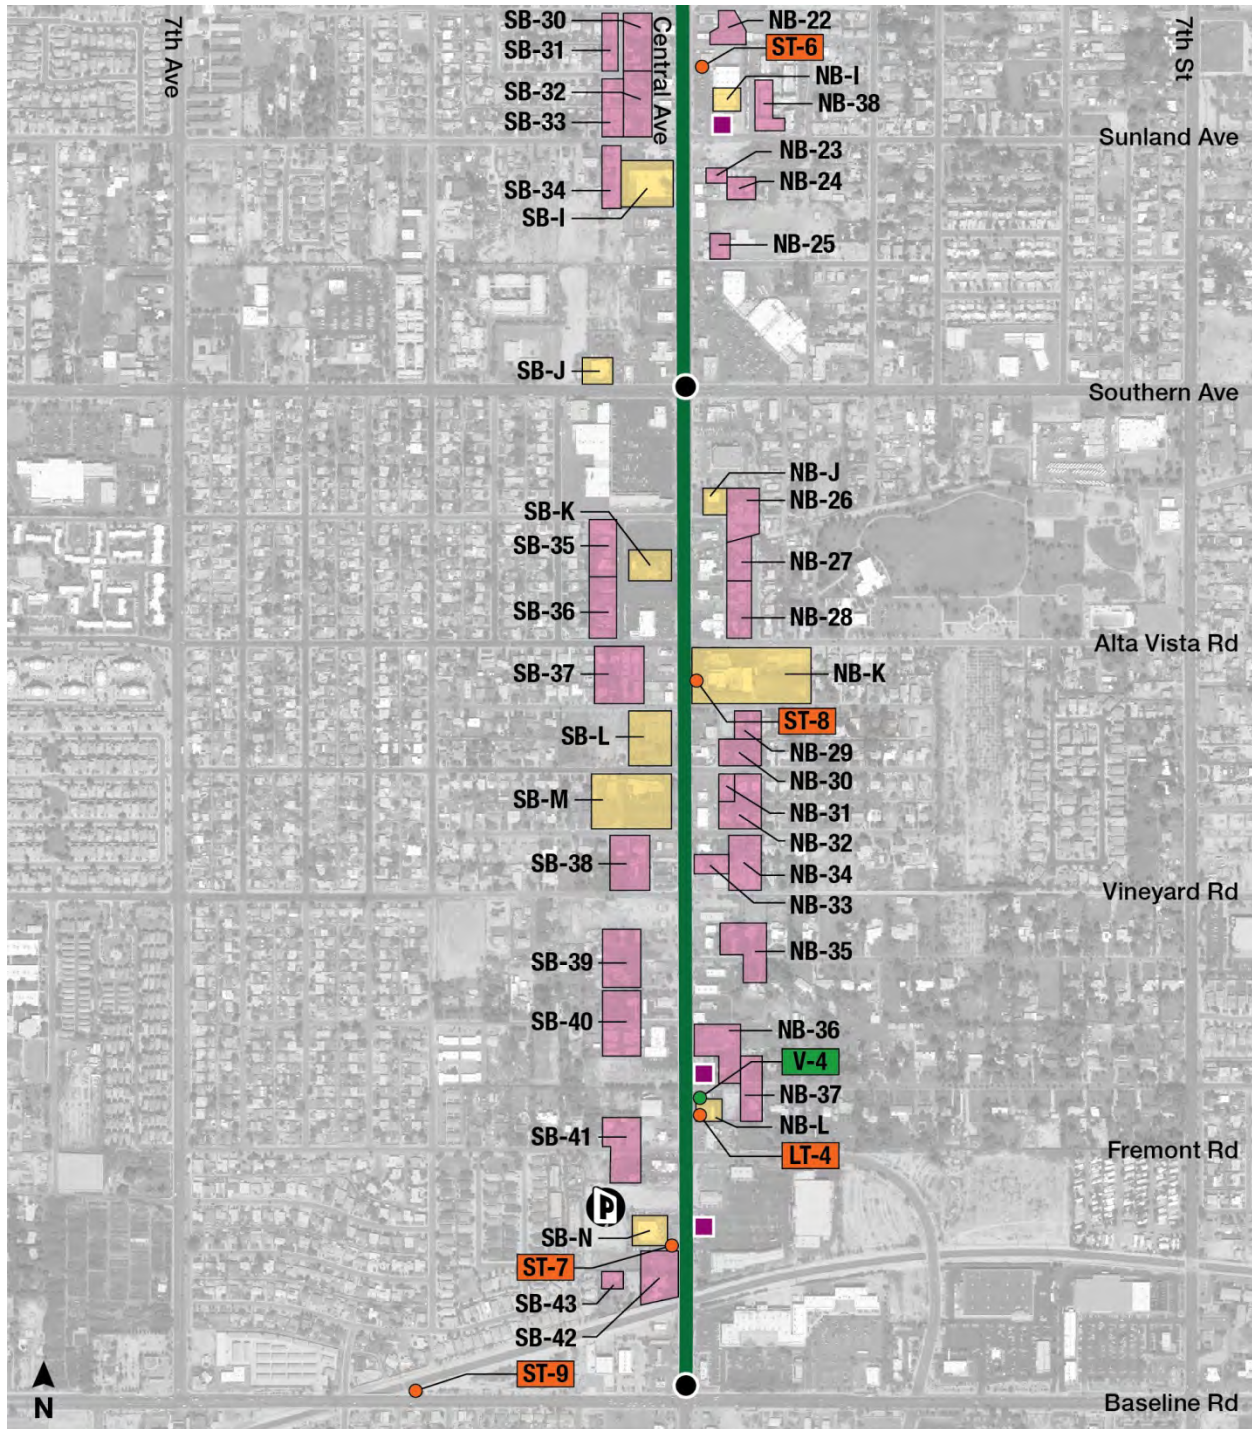 7th Ave
SB-30
SB-31
Central Ave
NB-22
ST-6
7th St
NB-I
SB-32
NB-38
SB-33
Sunland Ave
NB-23
NB-24
SB-34
SB-I
NB-25
SB-J
Southern Ave
NB-J
NB-26
SB-K
SB-35
NB-27
SB-36
NB-28
Alta Vista Rd
SB-37
NB-K
ST-8
SB-L
NB-29
NB-30
SB-M
NB-31
NB-32
SB-38
NB-34
Vineyard Rd
NB-33
NB-35
SB-39
SB-40
NB-36
V-4
NB-37
NB-L
SB-41
Fremont Rd
LT-4
P
SB-N
ST-7
SB-43
SB-42
ST-9
N
Baseline Rd